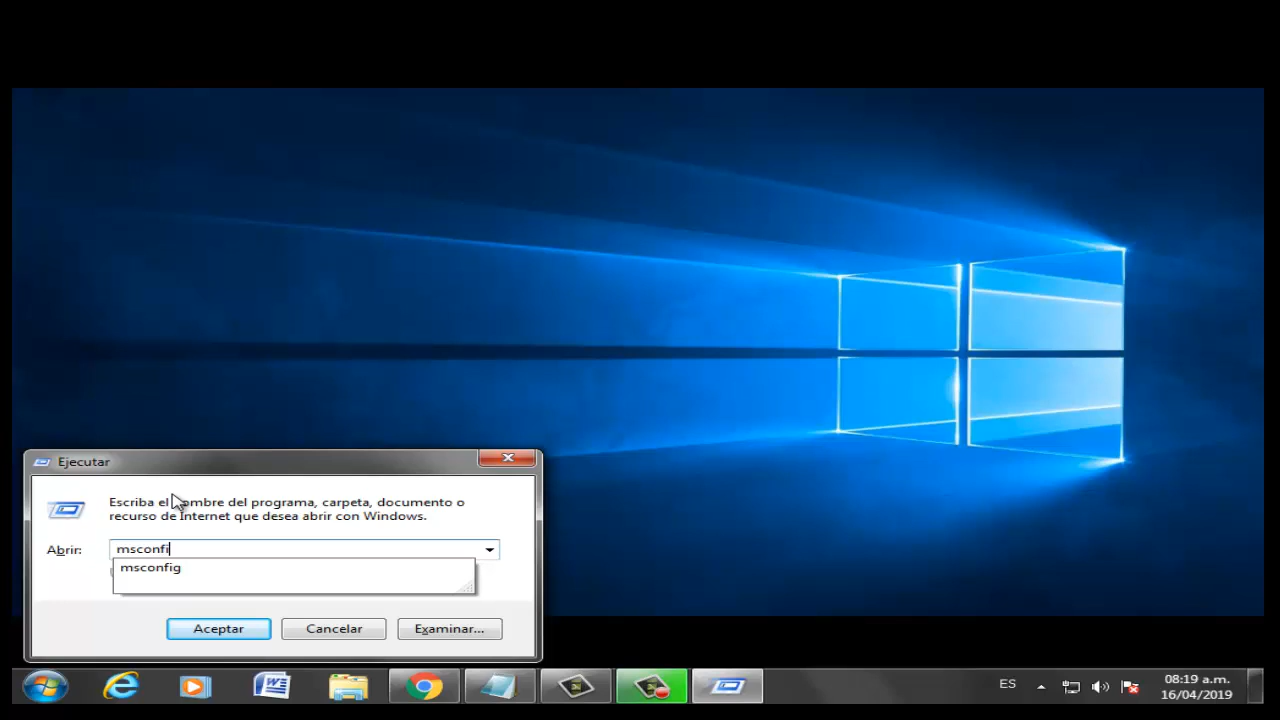 Ejecutar
Escriba el nombre del programa, carpeta, documento o
recurso de Internet que desea abrir con Windows.
Abrir: msconfi
msconfig
Aceptar Cancelar Examinar...
ES 08:19 a.m.
16/04/2019